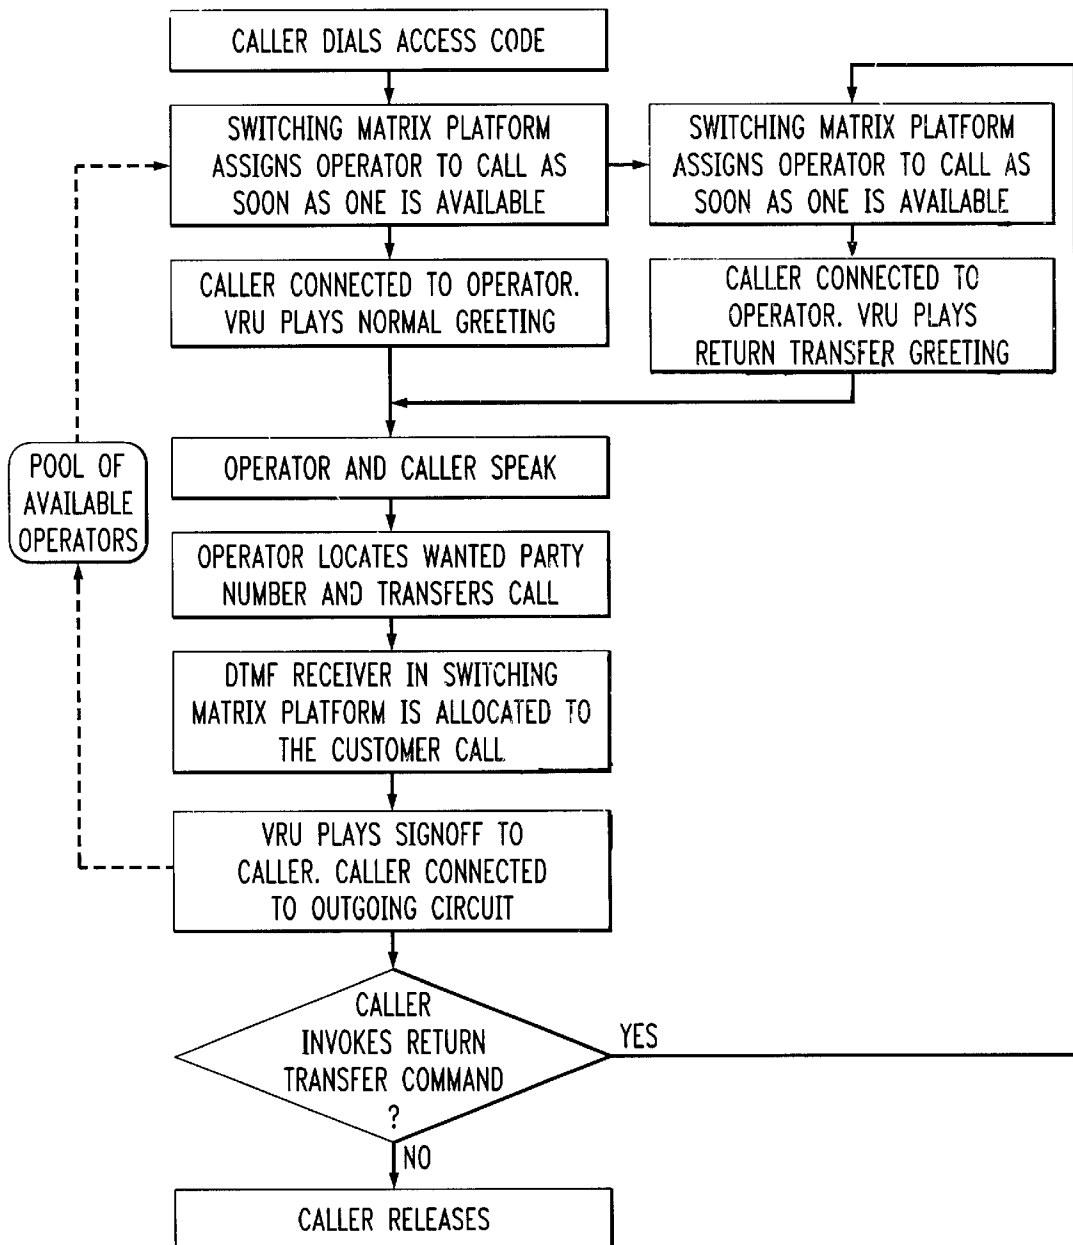 CALLER DIALS ACCESS CODE
SWITCHING MATRIX PLATFORM
ASSIGNS OPERATOR TO CALL AS
SOON AS ONE IS AVAILABLE
SWITCHING MATRIX PLATFORM
ASSIGNS OPERATOR TO CALL AS
SOON AS ONE IS AVAILABLE
CALLER CONNECTED TO OPERATOR.
VRU PLAYS NORMAL GREETING
CALLER CONNECTED TO
OPERATOR. VRU PLAYS
RETURN TRANSFER GREETING
POOL OF
AVAILABLE
OPERATORS
OPERATOR AND CALLER SPEAK
OPERATOR LOCATES WANTED PARTY
NUMBER AND TRANSFERS CALL
DTMF RECEIVER IN SWITCHING
MATRIX PLATFORM IS ALLOCATED TO
THE CUSTOMER CALL
VRU PLAYS SIGNOFF TO
CALLER. CALLER CONNECTED
TO OUTGOING CIRCUIT
CALLER
INVOKES RETURN
TRANSFER COMMAND
?
YES
NO
CALLER RELEASES